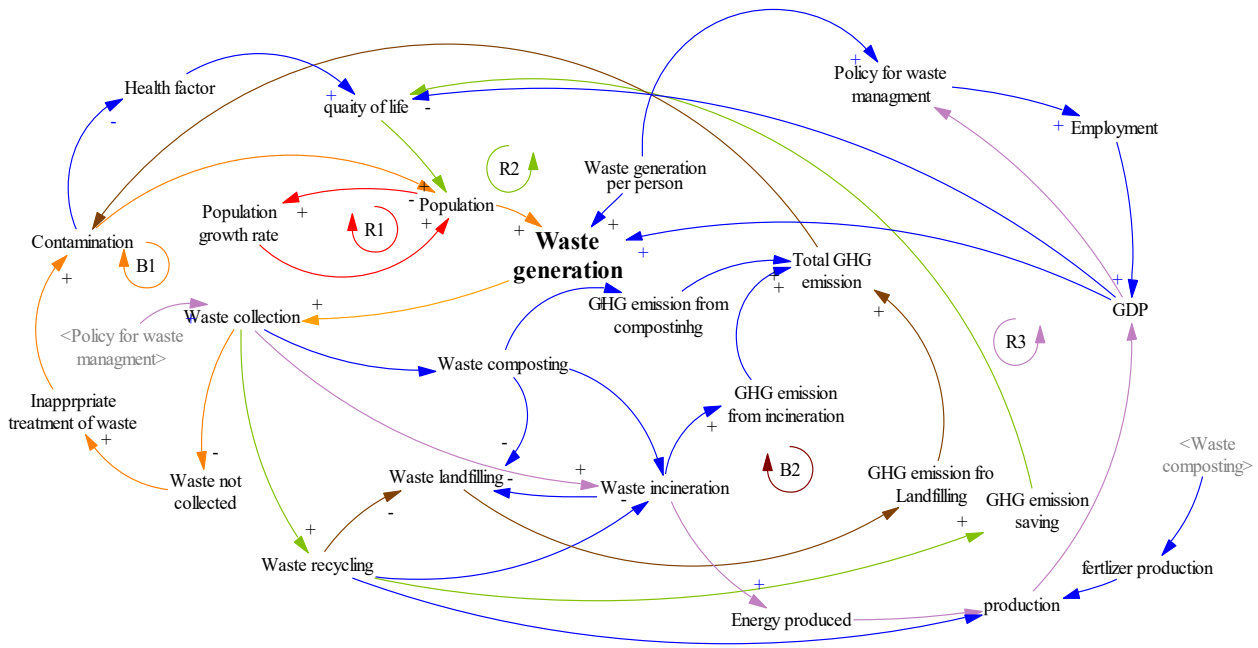 Health factor
+
-
quaity of life
-
+
Policy for waste
managment
+
Employment
R2
Waste generation
per person
+
-
Population
+
+
Population
growth rate
+
R1
+
+
Waste
generation
+
Contamination
+
B1
Total GHG
emission
+
+
+
GHG emission from
compostinhg
+
GDP
+
Waste collection
+
<Policy for waste
managment>
R3
Waste composting
GHG emission
from incineration
+
Inapprpriate
treatment of waste
+
-
Waste not
collected
-
Waste landfilling
-
-
+
Waste incineration
-
B2
GHG emission fro
Landfilling
GHG emission
saving
+
<Waste
composting>
+
Waste recycling
fertlizer production
+
Energy produced
production